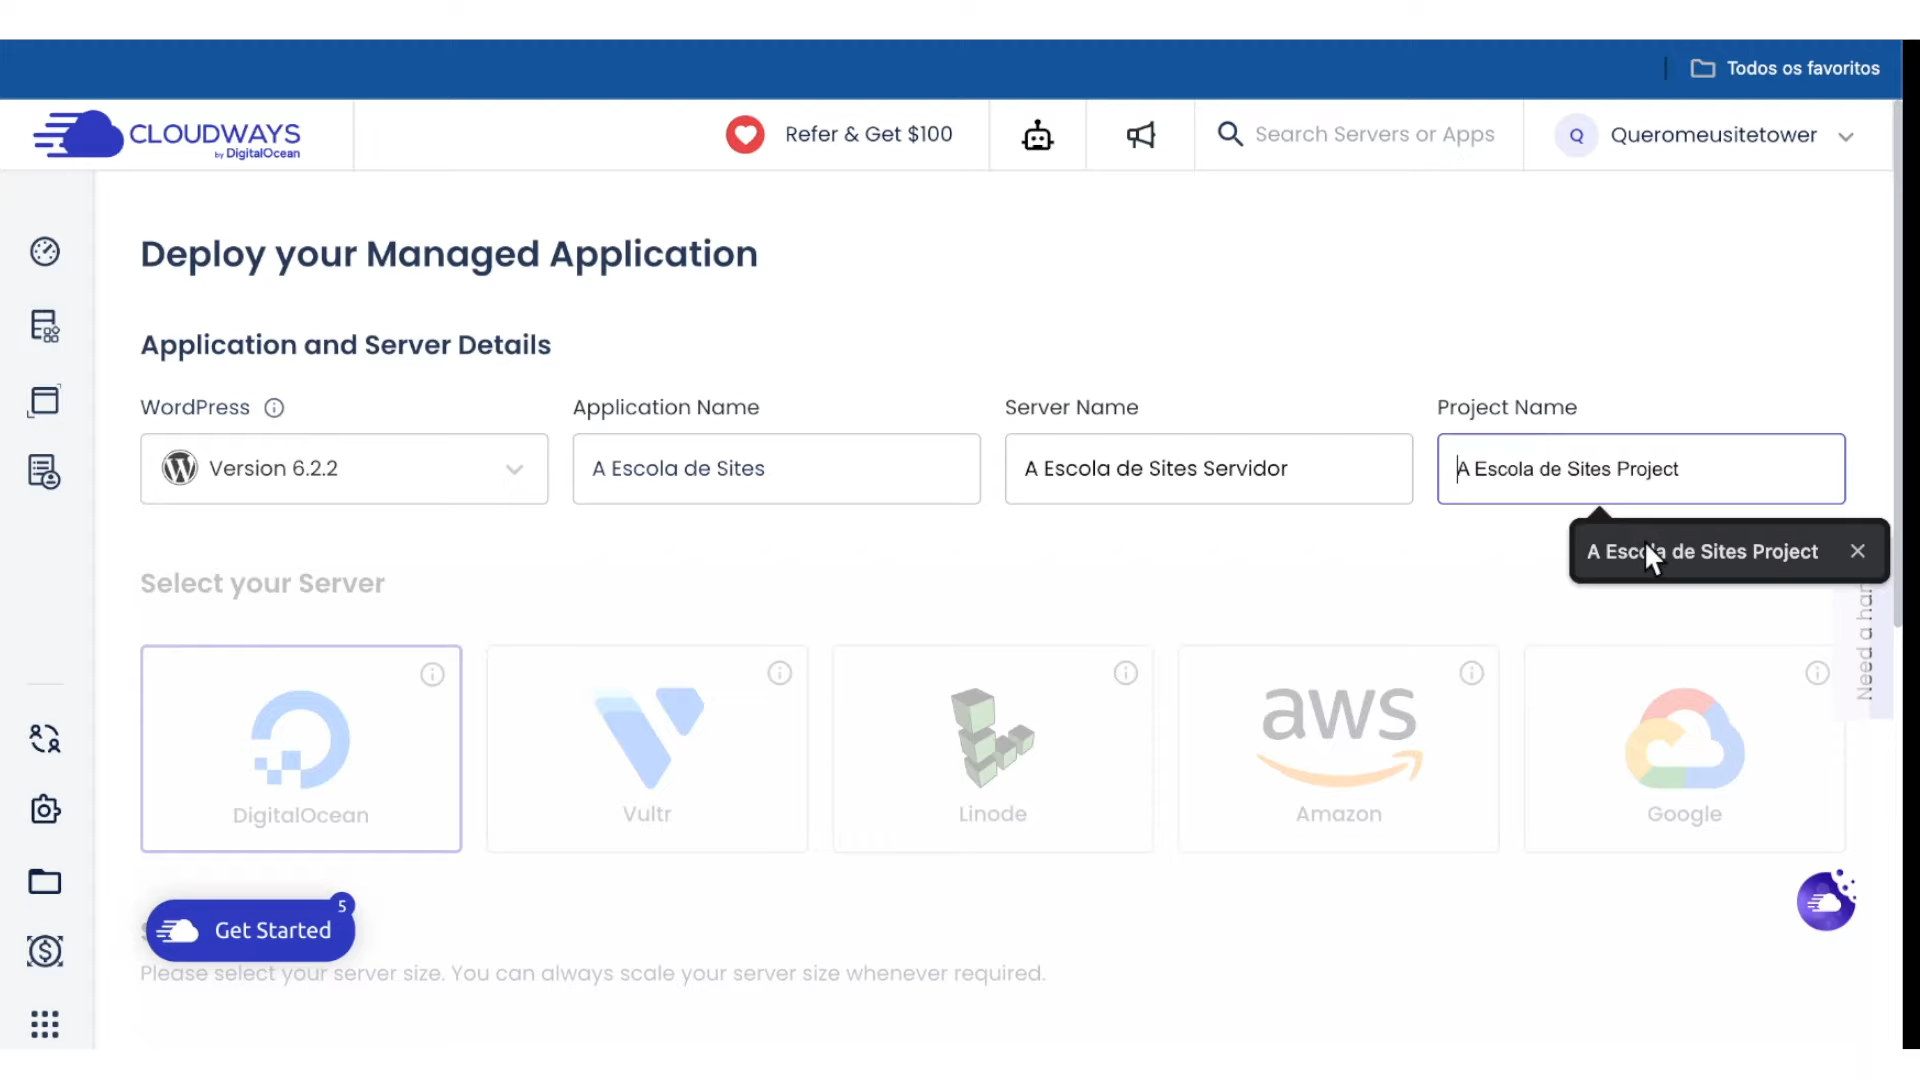 Todos os favoritos
CLOUDWAYS
by DigitalOcean
Refer & Get $100
Search Servers or Apps
Q
Queromeusitetower
Deploy your Managed Application
Application and Server Details
WordPress
Application Name
Server Name
Project Name
Version 6.2.2
A Escola de Sites
A Escola de Sites Servidor
A Escola de Sites Project
A Escola de Sites Project
Select your Server
Need a han
DigitalOcean
Vultr
Linode
aws
Amazon
Google
5
Get Started
Please select your server size. You can always scale your server size whenever required.